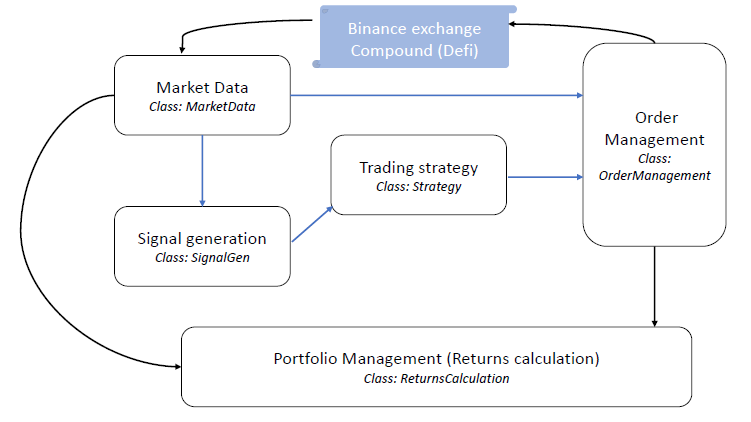 Binance exchange
Compound (Defi)
Market Data
Class: MarketData
Order
Management
Class:
OrderManagement
Trading strategy
Class: Strategy
Signal generation
Class: SignalGen
Portfolio Management (Returns calculation)
Class: ReturnsCalculation